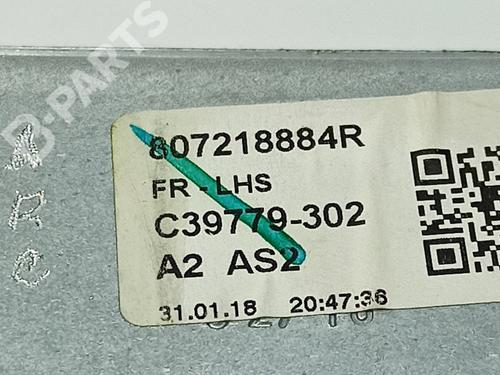 B-PARTS
807218884R
FR - LHS
C39779-302
A2 AS2
31.01.18 20:47:36
A
R
C